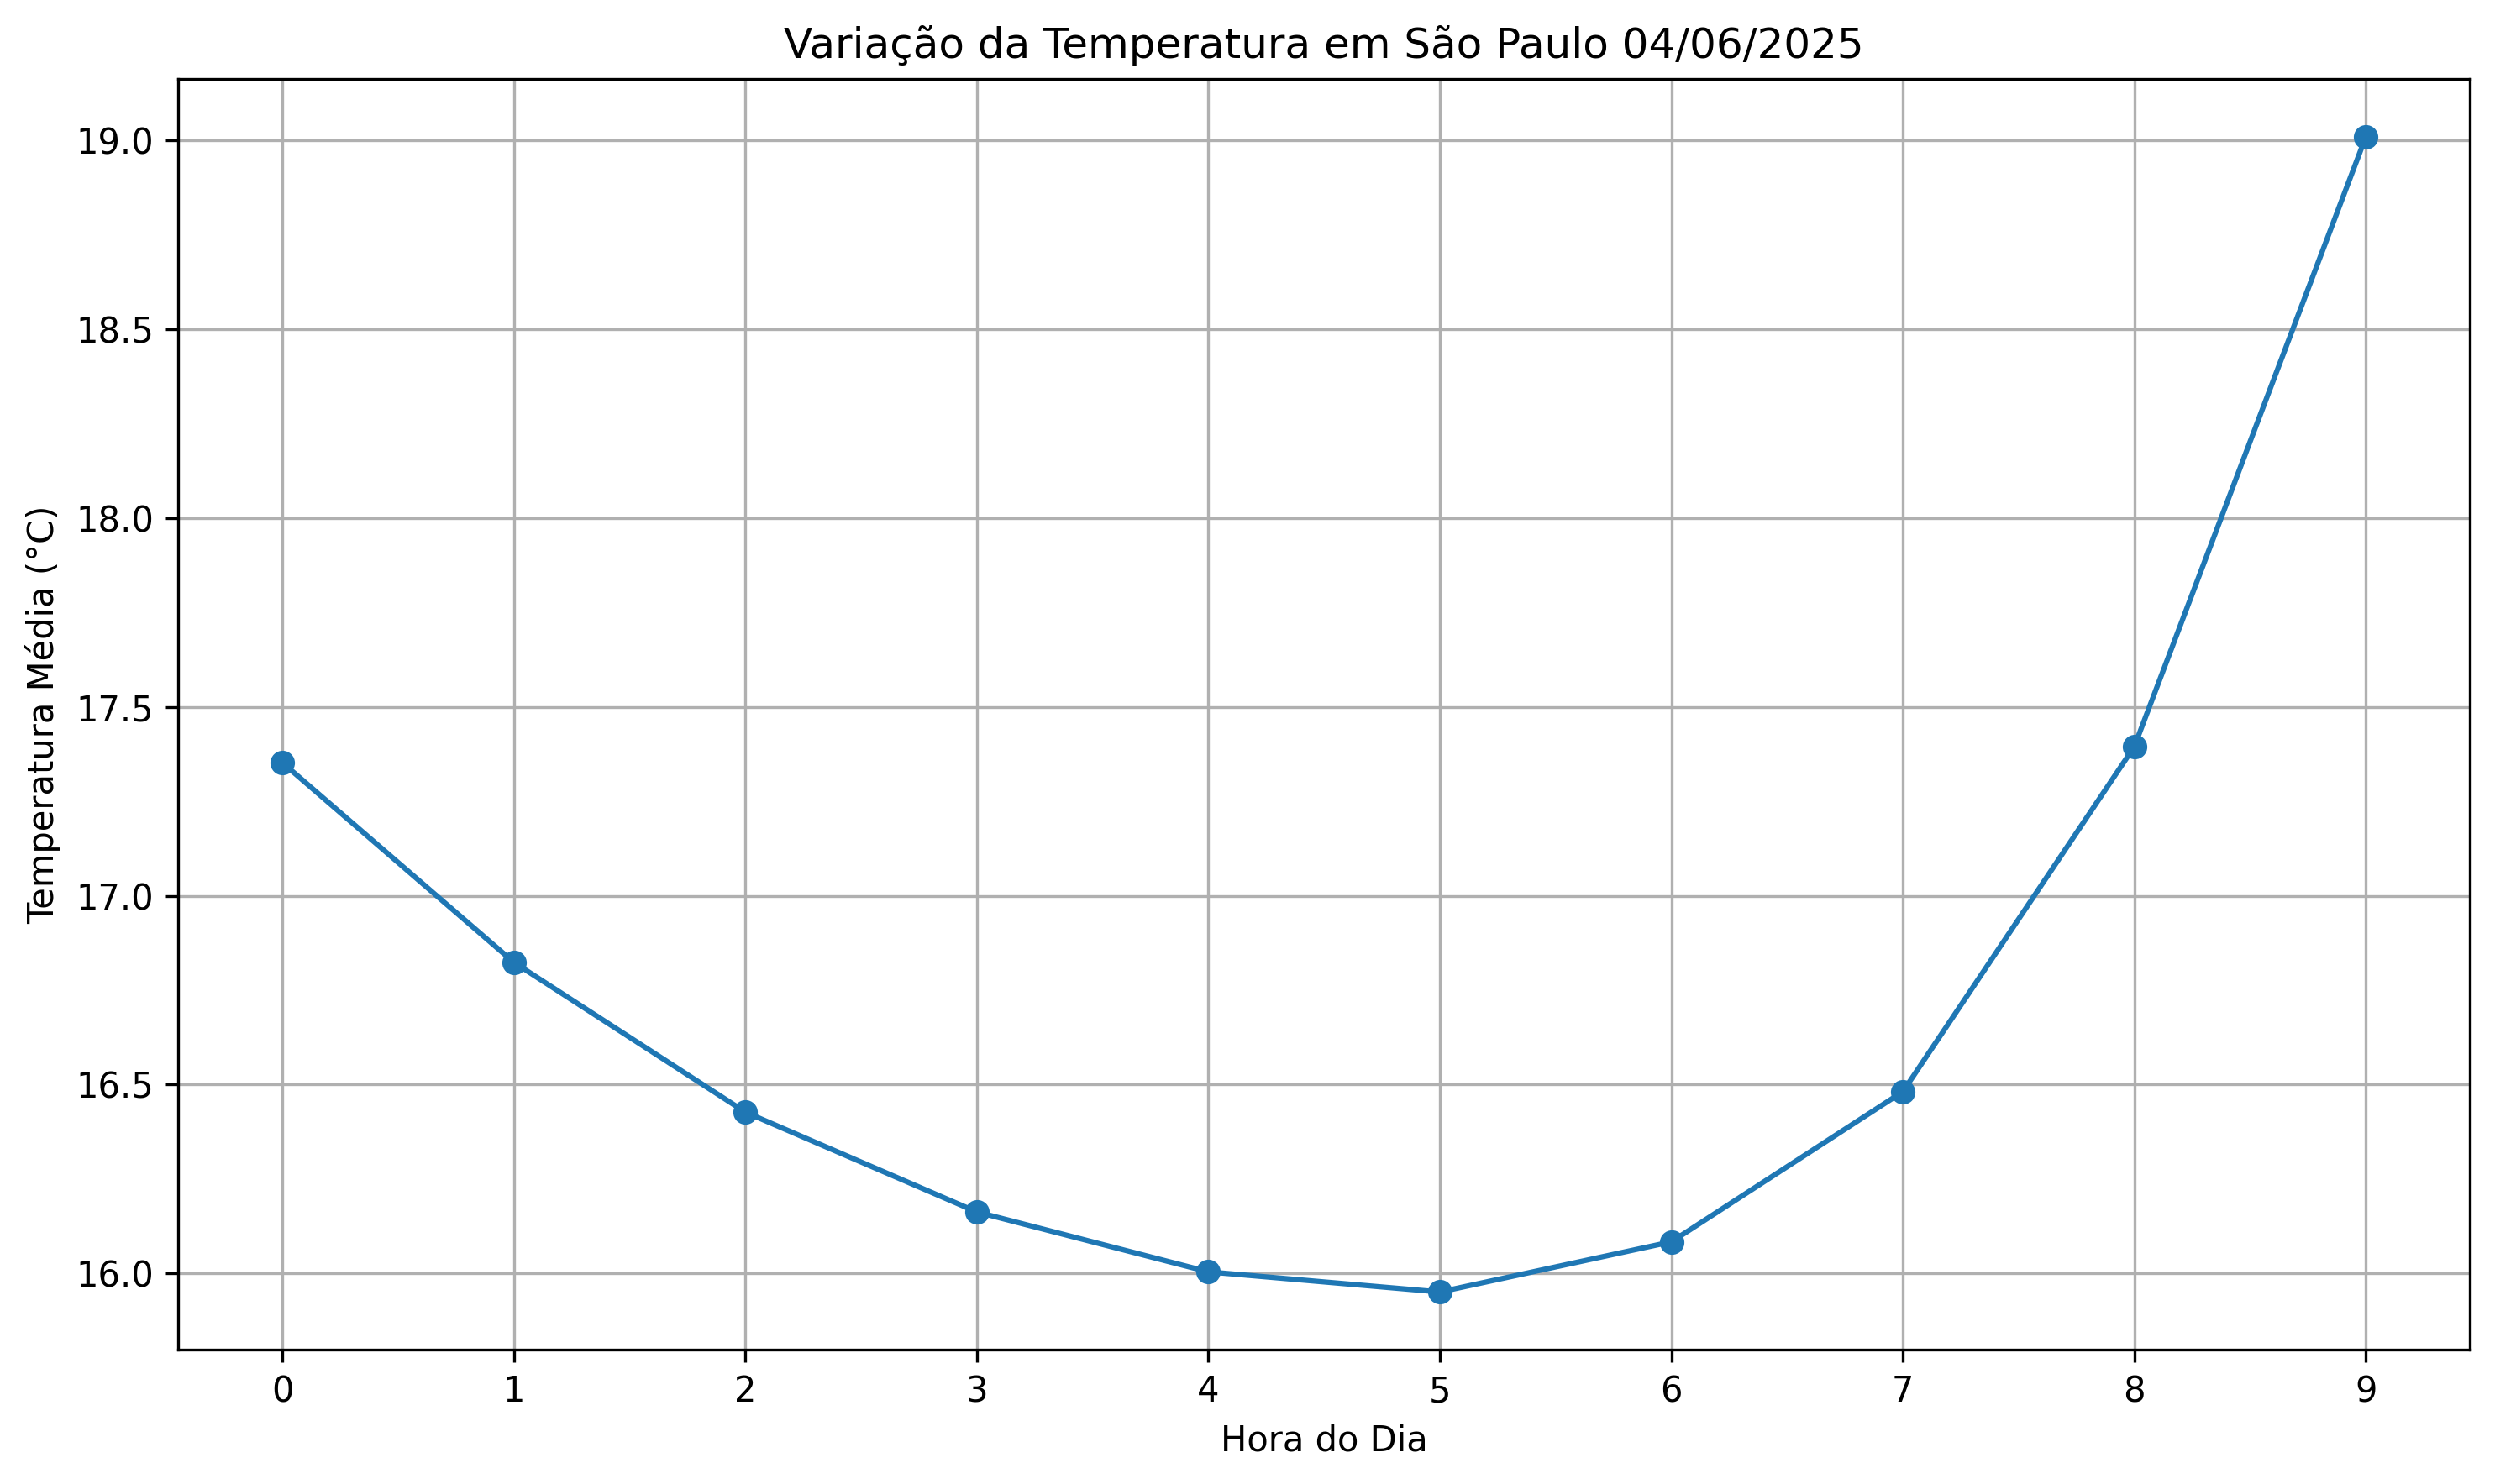 Variação da Temperatura em São Paulo 04/06/2025
Temperatura Média (°C)
19.0
18.5
18.0
17.5
17.0
16.5
16.0
0 1 2 3 4 5 6 7 8 9
Hora do Dia